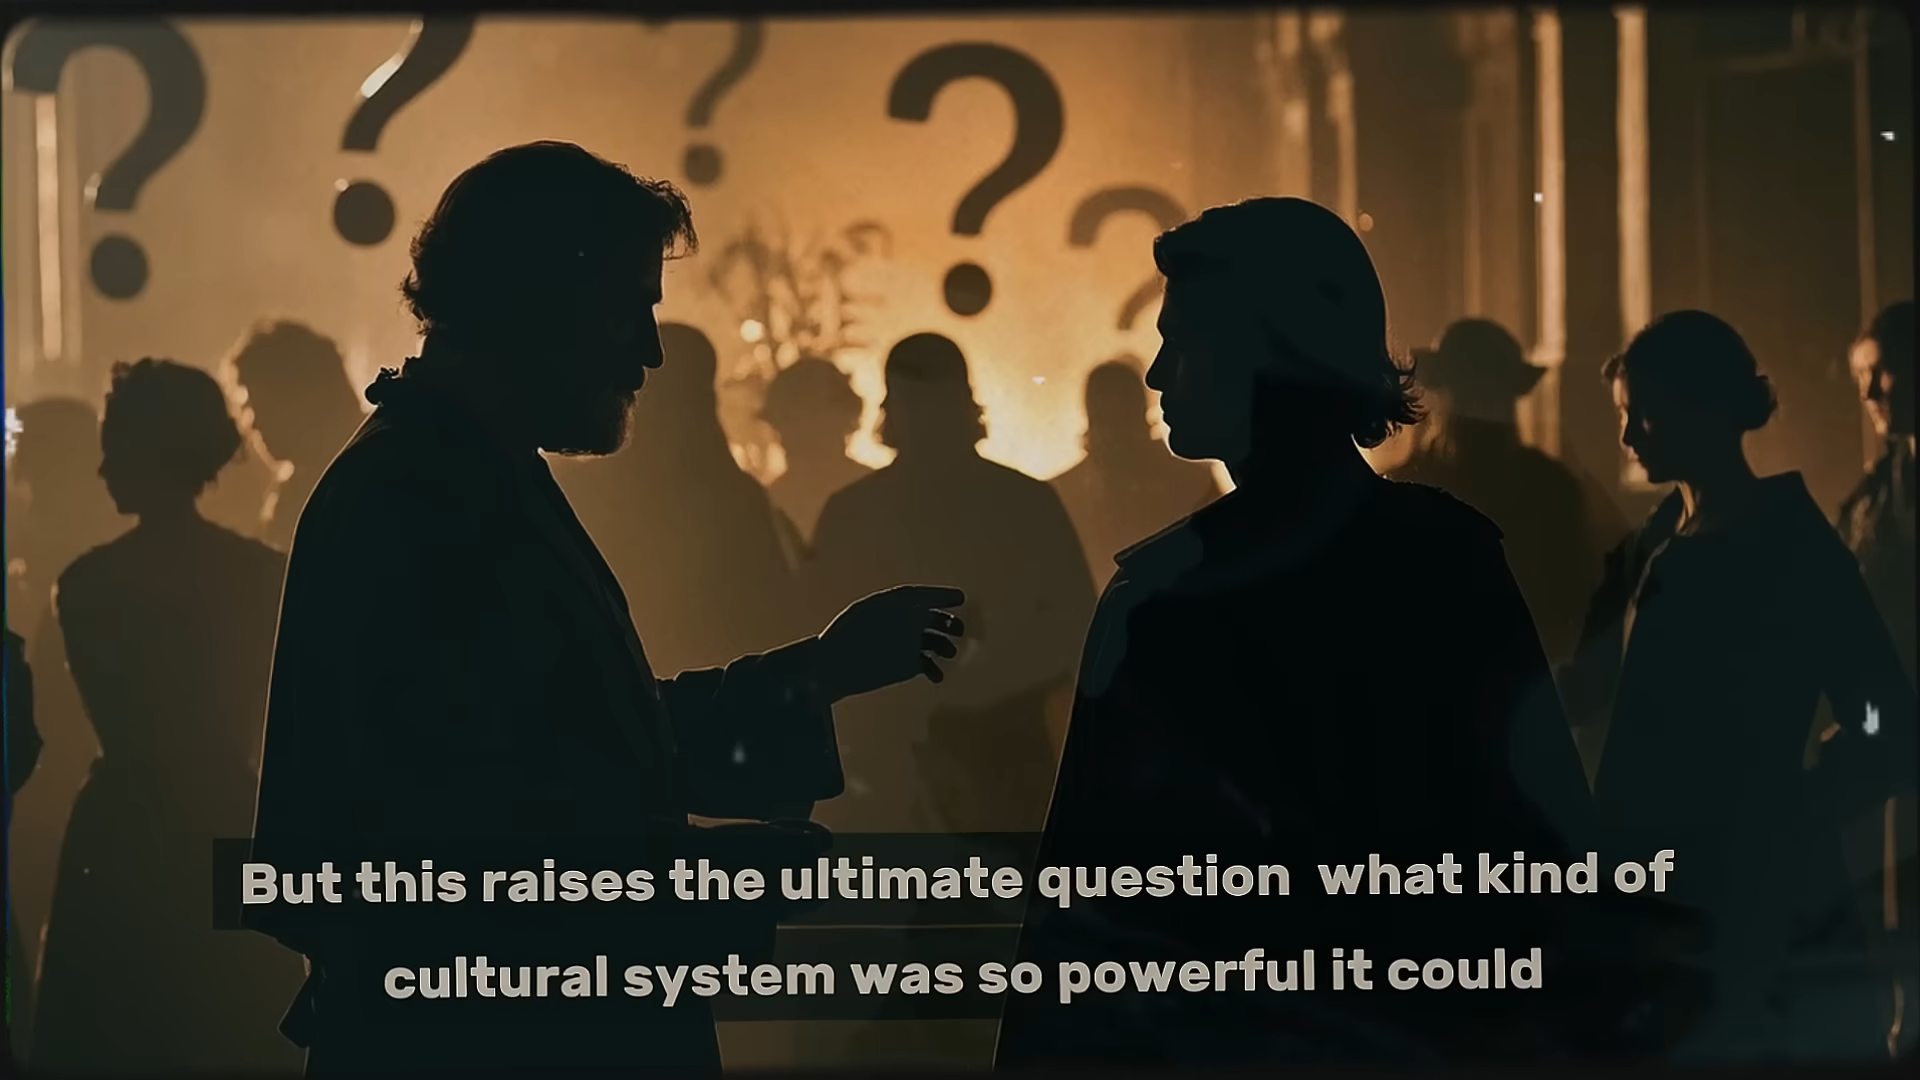 But this raises the ultimate question what kind of
cultural system was so powerful it could